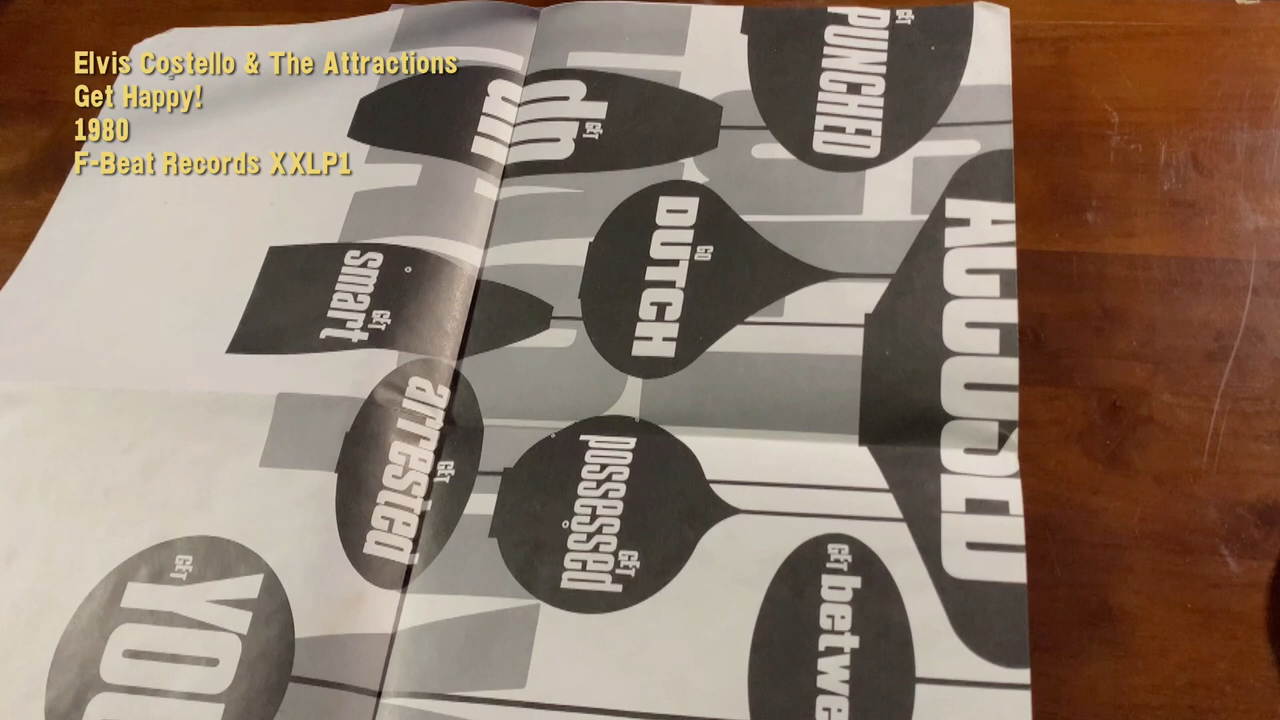 Elvis Costello & The Attractions
Get Happy!
1980
F-Beat Records XXLP1
GET
PUNCHED
GET
din
GO
DUTCH
ACCUSED
GET
smart
GET
arrested
GET
possessed
GET
YOU
GET
betwe